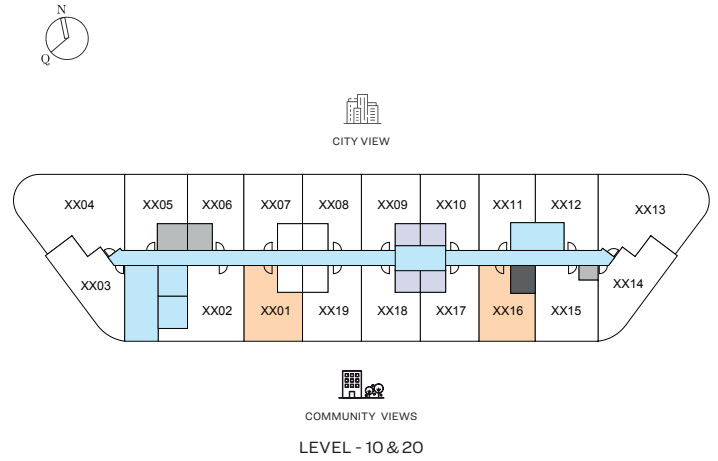 N
Q
CITY VIEW
XX04 XX05 XX06 XX07 XX08 XX09 XX10 XX11 XX12 XX13
XX03 XX14
XX02 XX01 XX19 XX18 XX17 XX16 XX15
COMMUNITY VIEWS
LEVEL - 10 & 20